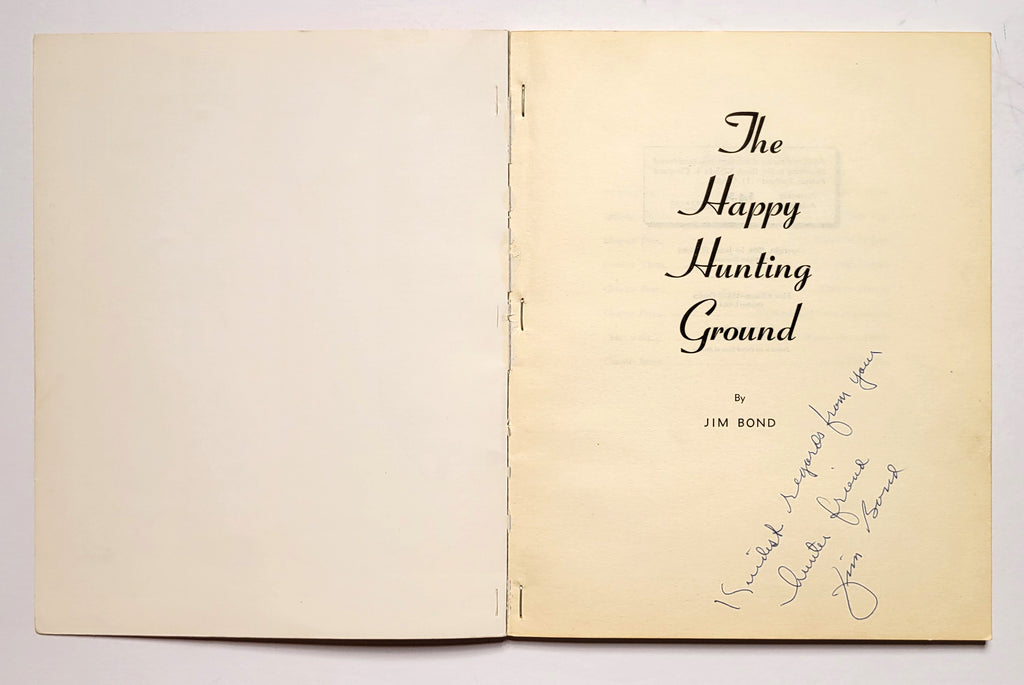 The
Happy
Hunting
Ground
By
JIM BOND
Kindest regards from your
hunter friend
Jim Bond